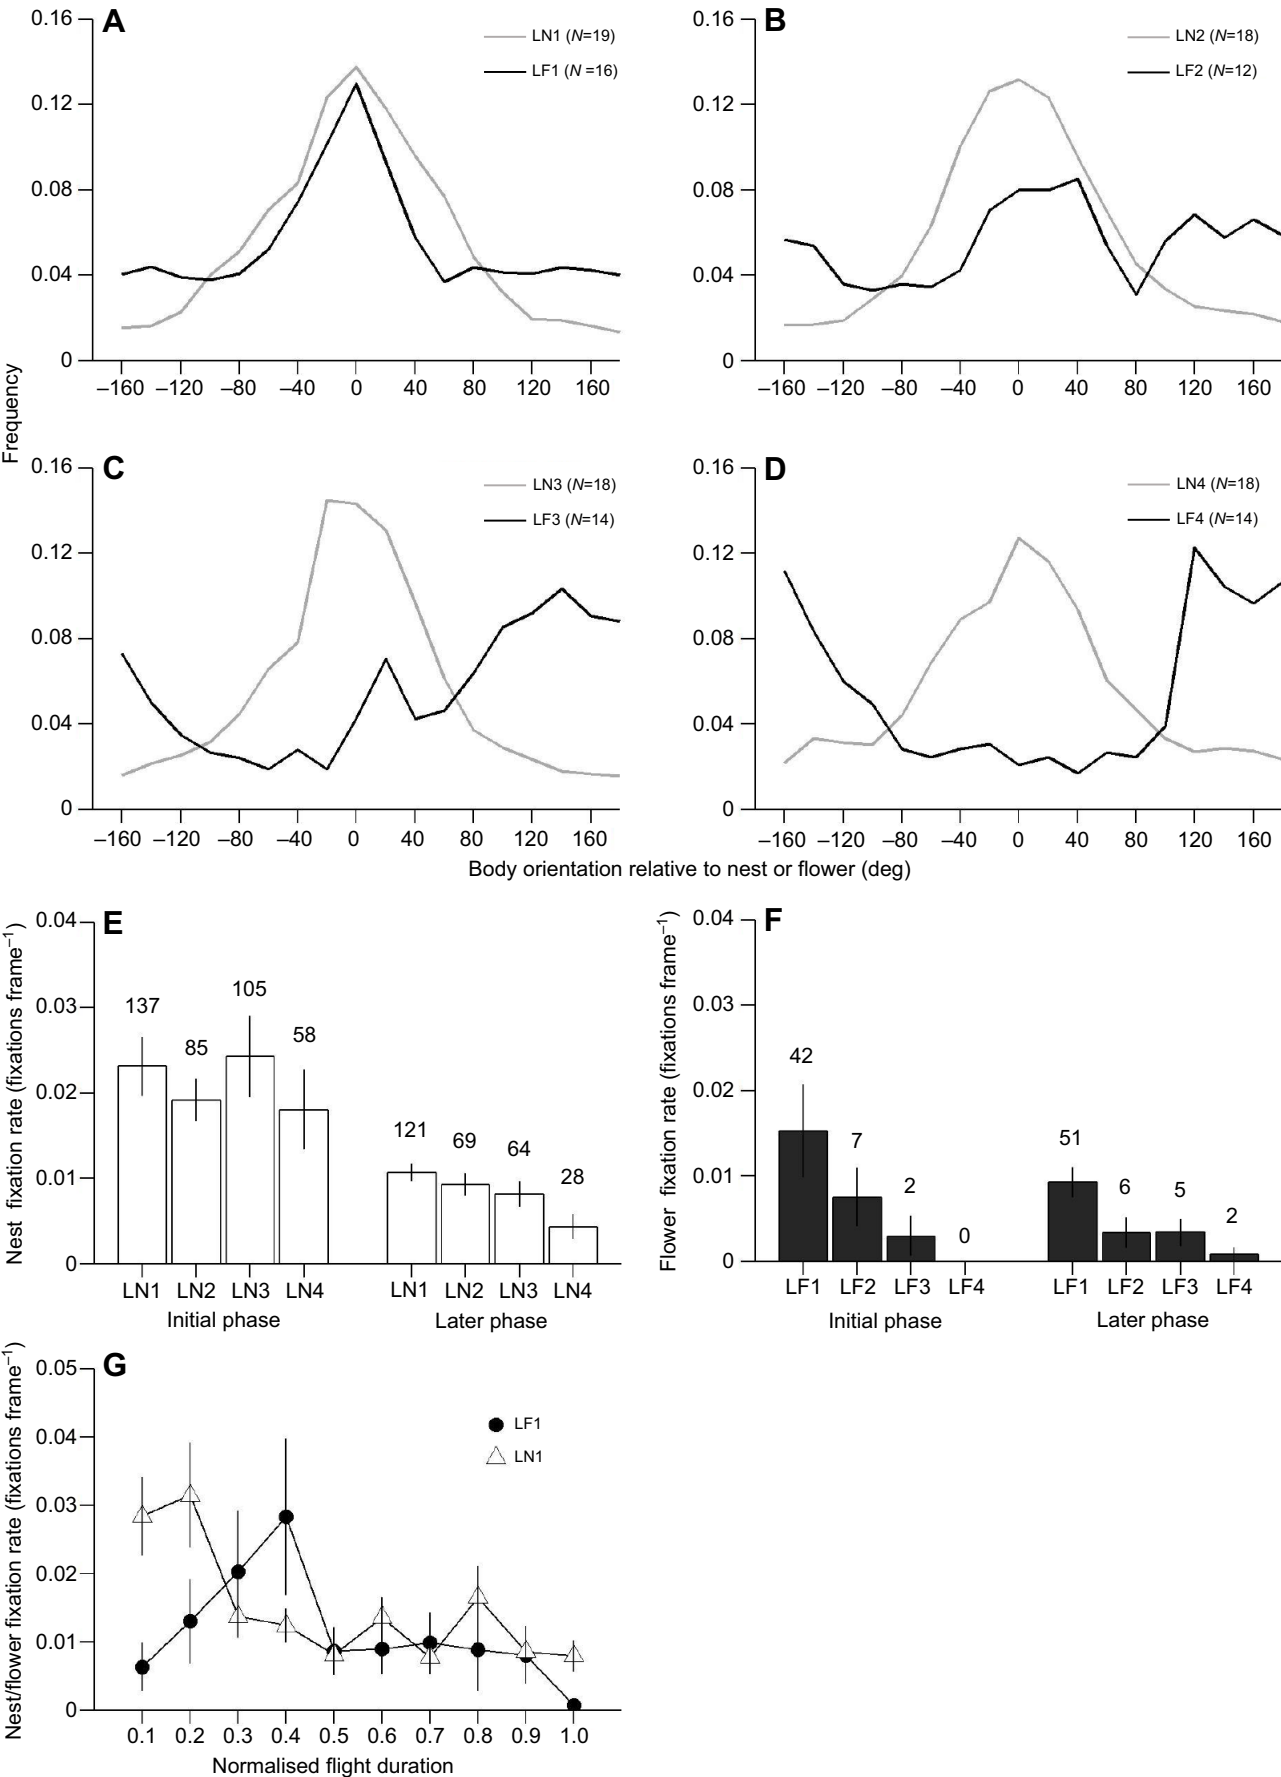 A
0.16
0.12
0.08
0.04
0
LN1 (N=19)
LF1 (N =16)
–160 –120 –80 –40 0 40 80 120 160
B
0.16
0.12
0.08
0.04
0
LN2 (N=18)
LF2 (N=12)
–160 –120 –80 –40 0 40 80 120 160
Frequency
C
0.16
0.12
0.08
0.04
0
LN3 (N=18)
LF3 (N=14)
–160 –120 –80 –40 0 40 80 120 160
D
0.16
0.12
0.08
0.04
0
LN4 (N=18)
LF4 (N=14)
–160 –120 –80 –40 0 40 80 120 160
Body orientation relative to nest or flower (deg)
E
Nest fixation rate (fixations frame–1)
0.04
0.03
0.02
0.01
0
137 85 105 58 121 69 64 28
LN1 LN2 LN3 LN4 LN1 LN2 LN3 LN4
Initial phase Later phase
F
Flower fixation rate (fixations frame–1)
0.04
0.03
0.02
0.01
0
42 7 2 0 51 6 5 2
LF1 LF2 LF3 LF4 LF1 LF2 LF3 LF4
Initial phase Later phase
G
Nest/flower fixation rate (fixations frame–1)
0.05
0.04
0.03
0.02
0.01
0
LF1
LN1
0.1 0.2 0.3 0.4 0.5 0.6 0.7 0.8 0.9 1.0
Normalised flight duration